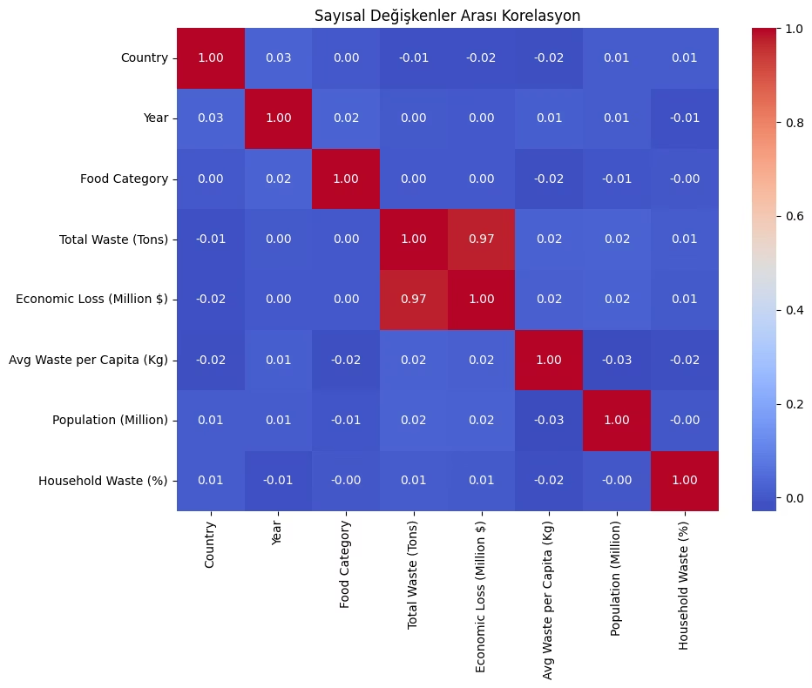 Sayısal Değişkenler Arası Korelasyon
Country 1.00 0.03 0.00 -0.01 -0.02 -0.02 0.01 0.01
Year 0.03 1.00 0.02 0.00 0.00 0.01 0.01 -0.01
Food Category 0.00 0.02 1.00 0.00 0.00 -0.02 -0.01 -0.00
Total Waste (Tons) -0.01 0.00 0.00 1.00 0.97 0.02 0.02 0.01
Economic Loss (Million $) -0.02 0.00 0.00 0.97 1.00 0.02 0.02 0.01
Avg Waste per Capita (Kg) -0.02 0.01 -0.02 0.02 0.02 1.00 -0.03 -0.02
Population (Million) 0.01 0.01 -0.01 0.02 0.02 -0.03 1.00 -0.00
Household Waste (%) 0.01 -0.01 -0.00 0.01 0.01 -0.02 -0.00 1.00
Country
Year
Food Category
Total Waste (Tons)
Economic Loss (Million $)
Avg Waste per Capita (Kg)
Population (Million)
Household Waste (%)
1.0
0.8
0.6
0.4
0.2
0.0